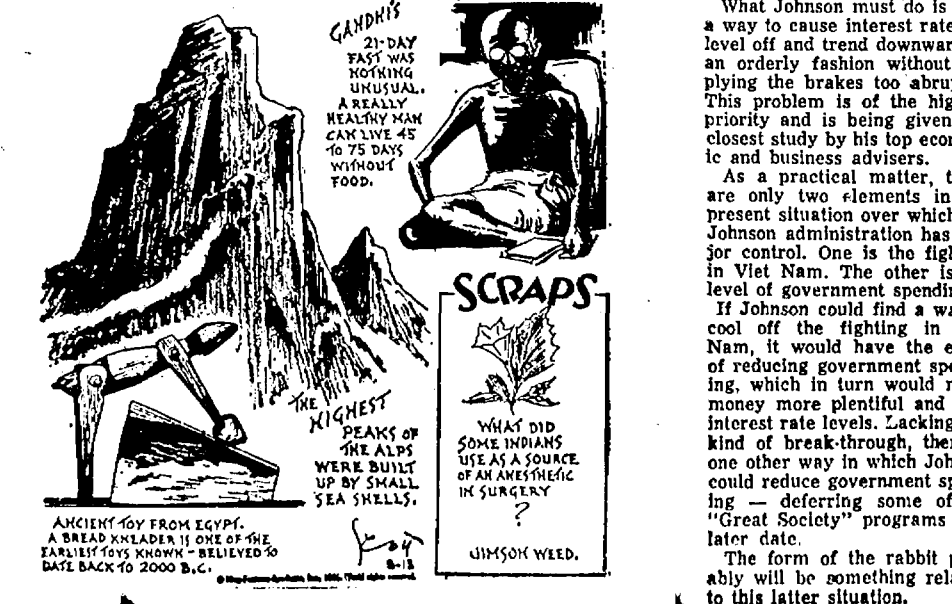 GANDHI'S
21-DAY
FAST WAS
NOTHING
UNUSUAL.
A REALLY
HEALTHY MAN
CAN LIVE 45
TO 75 DAYS
WITHOUT
FOOD.
THE
HIGHEST
PEAKS OF
THE ALPS
WERE BUILT
UP BY SMALL
SEA SHELLS.
ANCIENT TOY FROM EGYPT.
A BREAD KNEADER IS ONE OF THE
EARLIEST TOYS KNOWN - BELIEVED TO
DATE BACK TO 2000 B.C.
8-13
SCRAPS
WHAT DID
SOME INDIANS
USE AS A SOURCE
OF AN ANESTHETIC
IN SURGERY
?
JIMSON WEED.
What Johnson must do is
a way to cause interest rate
level off and trend downwar
an orderly fashion without
plying the brakes too abru
This problem is of the hig
priority and is being given
closest study by his top econ
ic and business advisers.
As a practical matter, t
are only two elements in
present situation over which
Johnson administration has
jor control. One is the figh
in Viet Nam. The other is
level of government spendin
If Johnson could find a wa
cool off the fighting in
Nam, it would have the e
of reducing government spe
ing, which in turn would m
money more plentiful and
interest rate levels. Lacking
kind of break-through, ther
one other way in which Joh
could reduce government sp
ing — deferring some of
"Great Society" programs
later date.
The form of the rabbit p
ably will be something rel
to this latter situation.